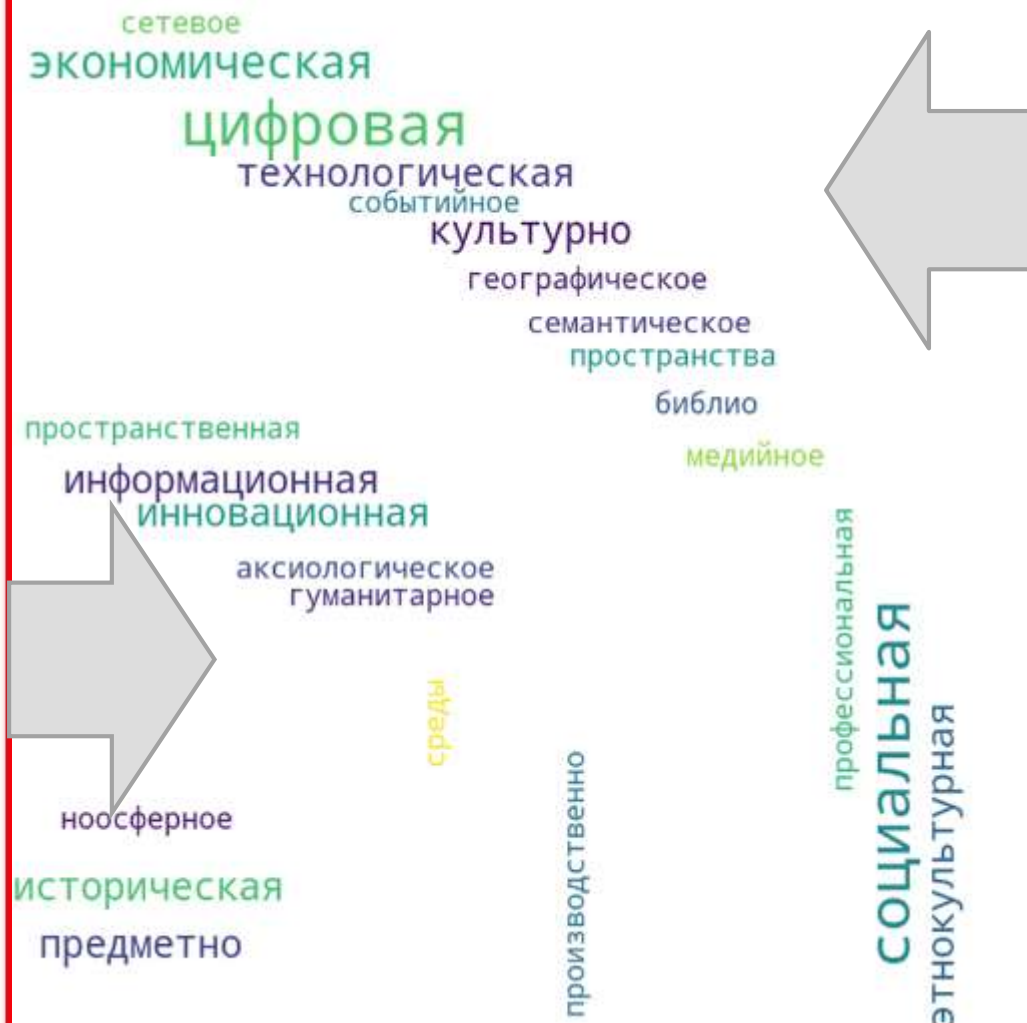 сетевое
экономическая
цифровая
технологическая
событийное
культурно
географическое
семантическое
пространства
библио
пространственная
медийное
информационная
инновационная
аксиологическое
гуманитарное
профессиональная
социальная
среды
этнокультурная
производственно
ноосферное
историческая
предметно